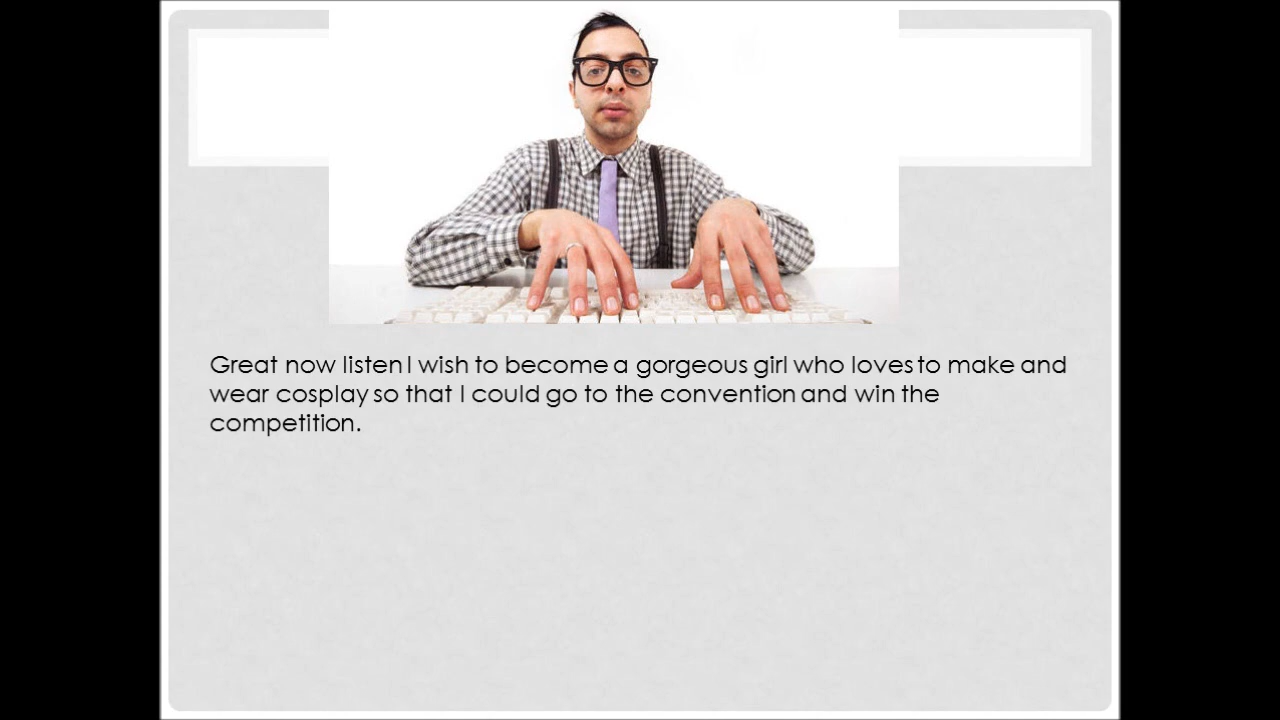 Great now listen I wish to become a gorgeous girl who loves to make and
wear cosplay so that I could go to the convention and win the
competition.